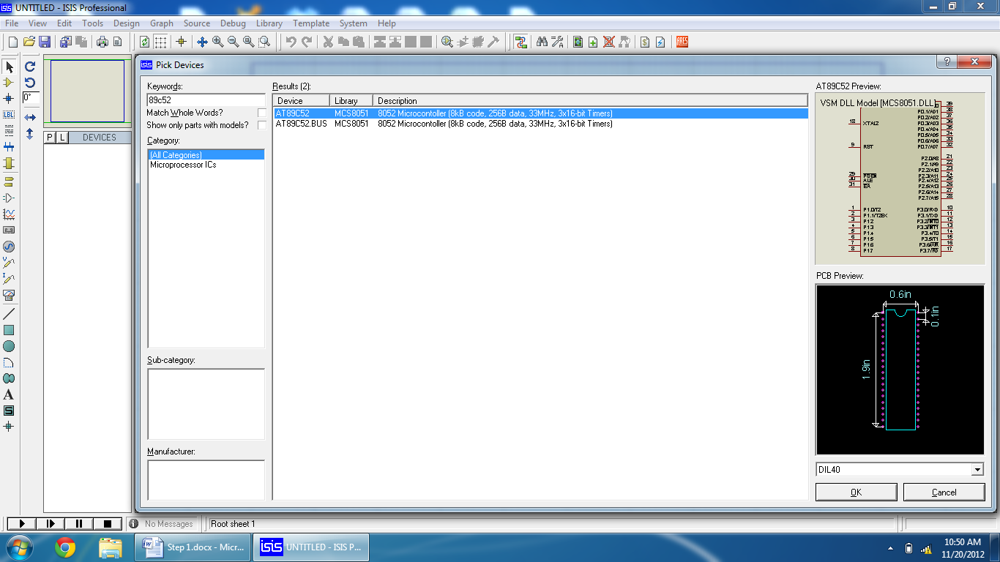 UNTITLED - ISIS Professional
File View Edit Tools Design Graph Source Debug Library Template System Help
ARES
0°
LBL
P L DEVICES
A
S
isis Pick Devices
Keywords:
89c52
Match Whole Words?
Show only parts with models?
Category:
(All Categories)
Microprocessor ICs
Sub-category:
Manufacturer:
Results (2):
Device Library Description
AT89C52 MCS8051 8052 Microcontoller (8kB code, 256B data, 33MHz, 3x16-bit Timers)
AT89C52.BUS MCS8051 8052 Microcontoller (8kB code, 256B data, 33MHz, 3x16-bit Timers)
AT89C52 Preview:
VSM DLL Model [MCS8051.DLL]
18 XTAL2
9 RST
29 PSEN
30 ALE
31 EA
1 P1.0/T2
2 P1.1/T2EX
3 P1.2
4 P1.3
5 P1.4
6 P1.5
7 P1.6
8 P1.7
39
P0.1/AD1 38
P0.2/AD2 37
P0.3/AD3 36
P0.4/AD4 35
P0.5/AD5 34
P0.6/AD6 33
P0.7/AD7 32
P2.0/A8 21
P2.1/A9 22
P2.2/A10 23
P2.3/A11 24
P2.4/A12 25
P2.5/A13 26
P2.6/A14 27
P2.7/A15 28
P3.0/RXD 10
P3.1/TXD 11
P3.2/INT0 12
P3.3/INT1 13
P3.4/T0 14
P3.5/T1 15
P3.6/WR 16
P3.7/RD 17
PCB Preview:
0.6in
0.1in
1.9in
DIL40
OK Cancel
No Messages Root sheet 1
Step 1.docx - Micr...
isis UNTITLED - ISIS P...
10:50 AM
11/20/2012